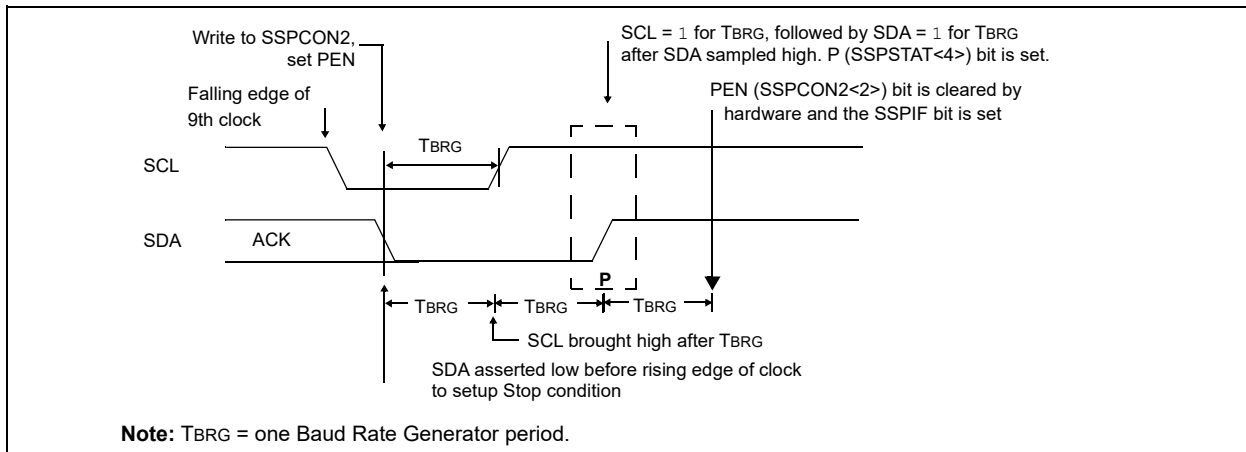 Write to SSPCON2,
set PEN
SCL = 1 for TBRG, followed by SDA = 1 for TBRG
after SDA sampled high. P (SSPSTAT<4>) bit is set.
Falling edge of
9th clock
PEN (SSPCON2<2>) bit is cleared by
hardware and the SSPIF bit is set
TBRG
SCL
SDA
ACK
P
TBRG
TBRG
TBRG
SCL brought high after TBRG
SDA asserted low before rising edge of clock
to setup Stop condition
Note: TBRG = one Baud Rate Generator period.